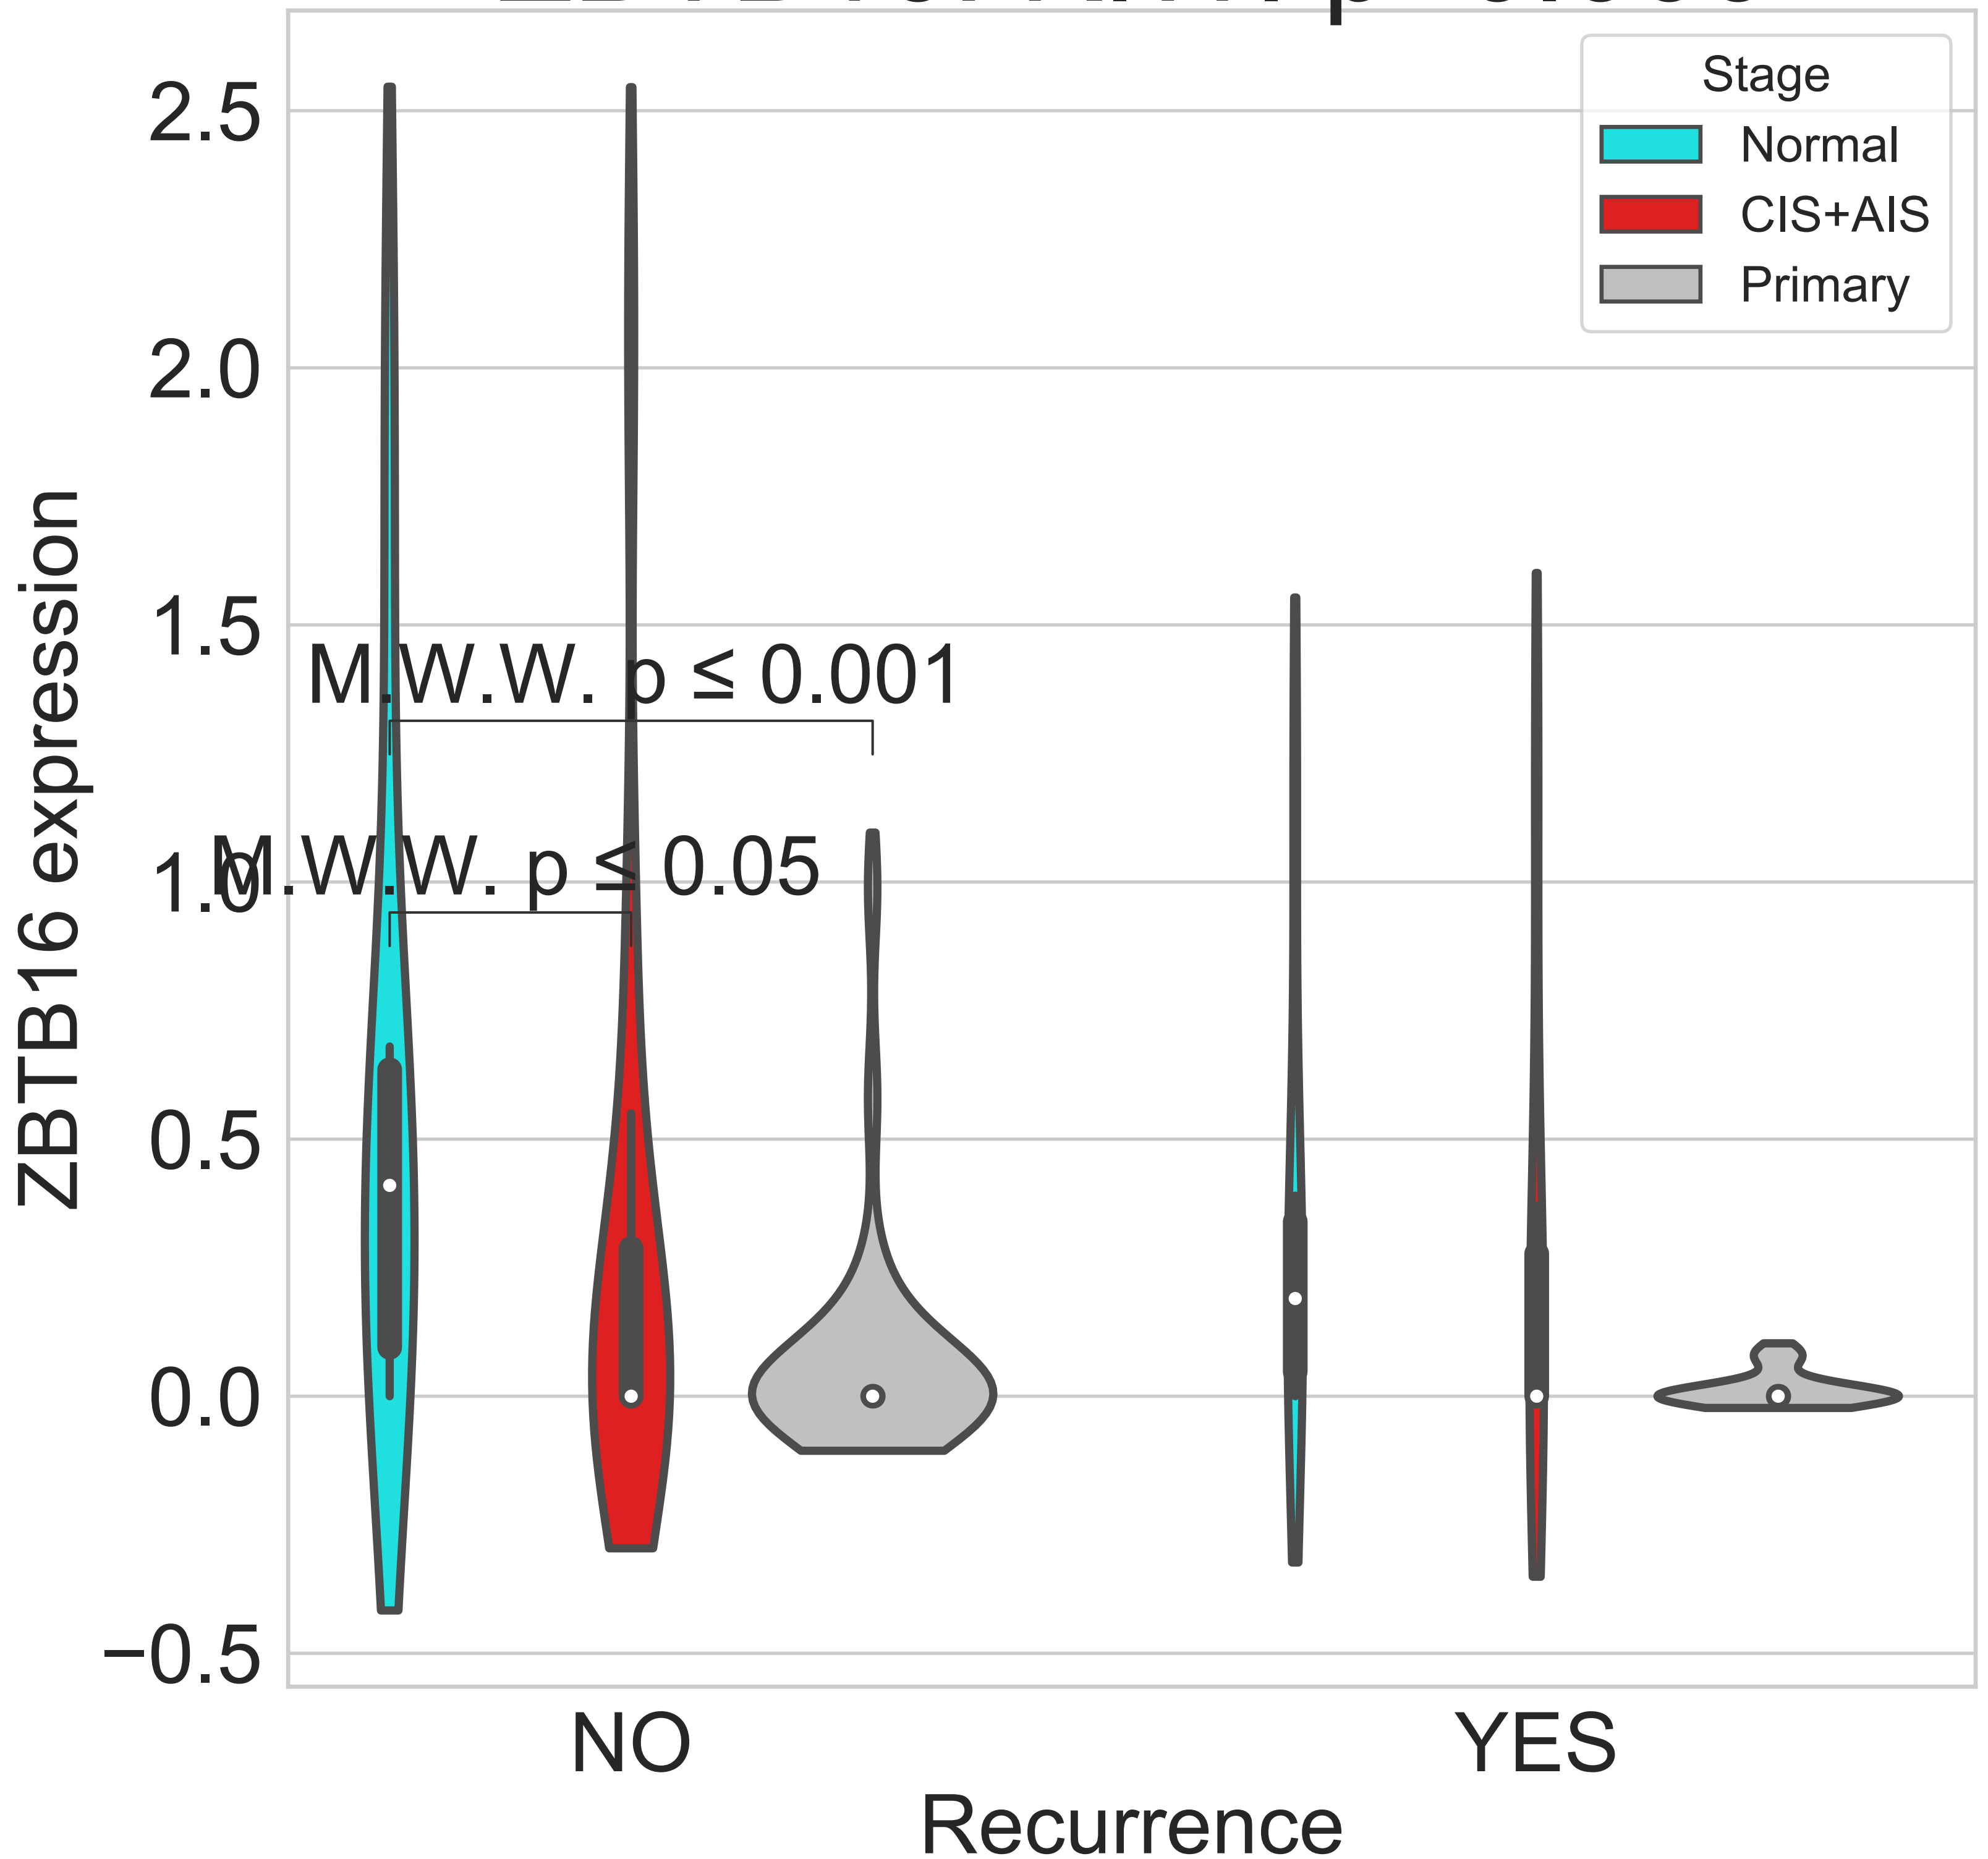 Stage
Normal
CIS+AIS
Primary
2.5
2.0
1.5
1.0
0.5
0.0
−0.5
ZBTB16 expression
M.W.W. p ≤ 0.001
M.W.W. p ≤ 0.05
NO
YES
Recurrence